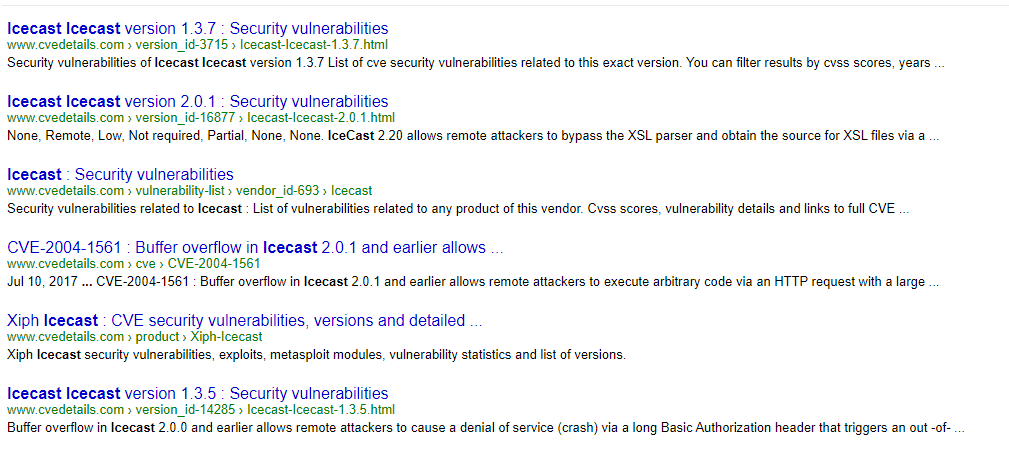 Icecast Icecast version 1.3.7 : Security vulnerabilities
www.cvedetails.com › version_id-3715 › Icecast-Icecast-1.3.7.html
Security vulnerabilities of Icecast Icecast version 1.3.7 List of cve security vulnerabilities related to this exact version. You can filter results by cvss scores, years ...
Icecast Icecast version 2.0.1 : Security vulnerabilities
www.cvedetails.com › version_id-16877 › Icecast-Icecast-2.0.1.html
None, Remote, Low, Not required, Partial, None, None. IceCast 2.20 allows remote attackers to bypass the XSL parser and obtain the source for XSL files via a ...
Icecast : Security vulnerabilities
www.cvedetails.com › vulnerability-list › vendor_id-693 › Icecast
Security vulnerabilities related to Icecast : List of vulnerabilities related to any product of this vendor. Cvss scores, vulnerability details and links to full CVE ...
CVE-2004-1561 : Buffer overflow in Icecast 2.0.1 and earlier allows ...
www.cvedetails.com › cve › CVE-2004-1561
Jul 10, 2017 ... CVE-2004-1561 : Buffer overflow in Icecast 2.0.1 and earlier allows remote attackers to execute arbitrary code via an HTTP request with a large ...
Xiph Icecast : CVE security vulnerabilities, versions and detailed ...
www.cvedetails.com › product › Xiph-Icecast
Xiph Icecast security vulnerabilities, exploits, metasploit modules, vulnerability statistics and list of versions.
Icecast Icecast version 1.3.5 : Security vulnerabilities
www.cvedetails.com › version_id-14285 › Icecast-Icecast-1.3.5.html
Buffer overflow in Icecast 2.0.0 and earlier allows remote attackers to cause a denial of service (crash) via a long Basic Authorization header that triggers an out -of- ...